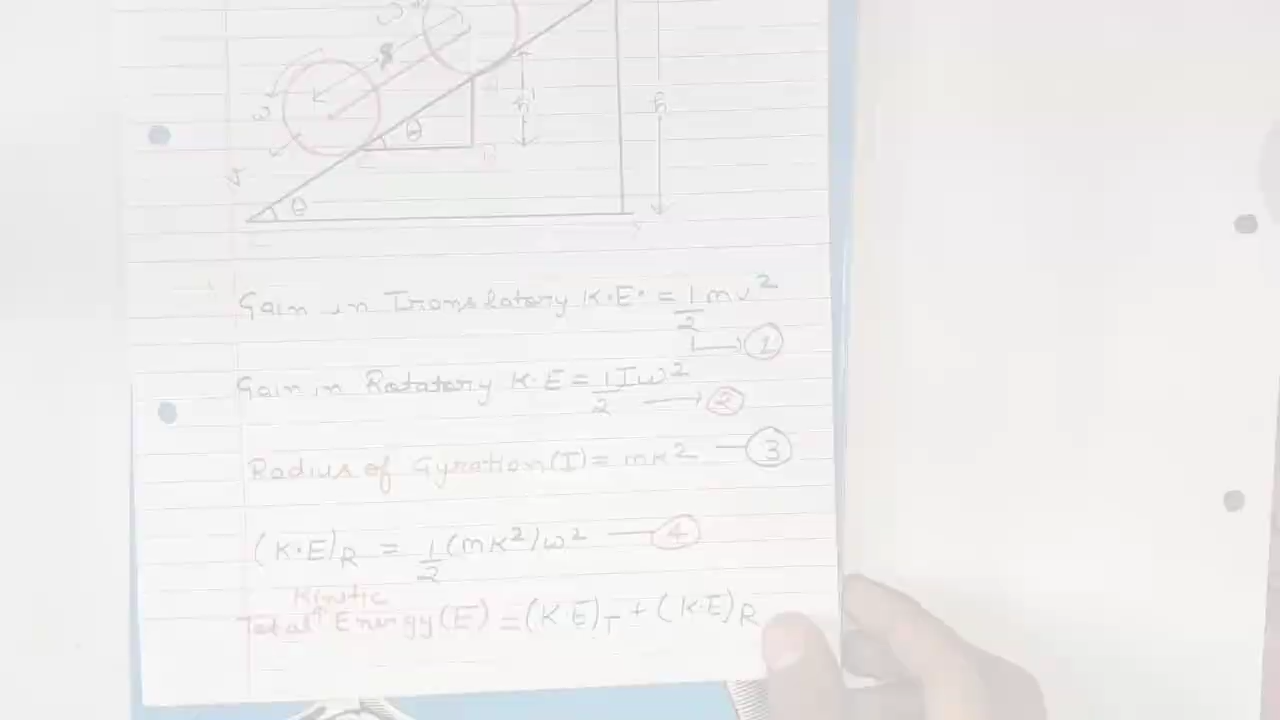 ω
s
h'
h
θ
ω
v
θ
Gain in Translatory K.E. = 1/2 mv²
→ 1
Gain in Rotatory K.E = 1/2 Iω² → 2
Radius of Gyration (I) = mK² — 3
(K.E)R = 1/2 (mK²)ω² — 4
Kinetic
Total ↑ Energy (E) = (K.E)T + (K.E)R